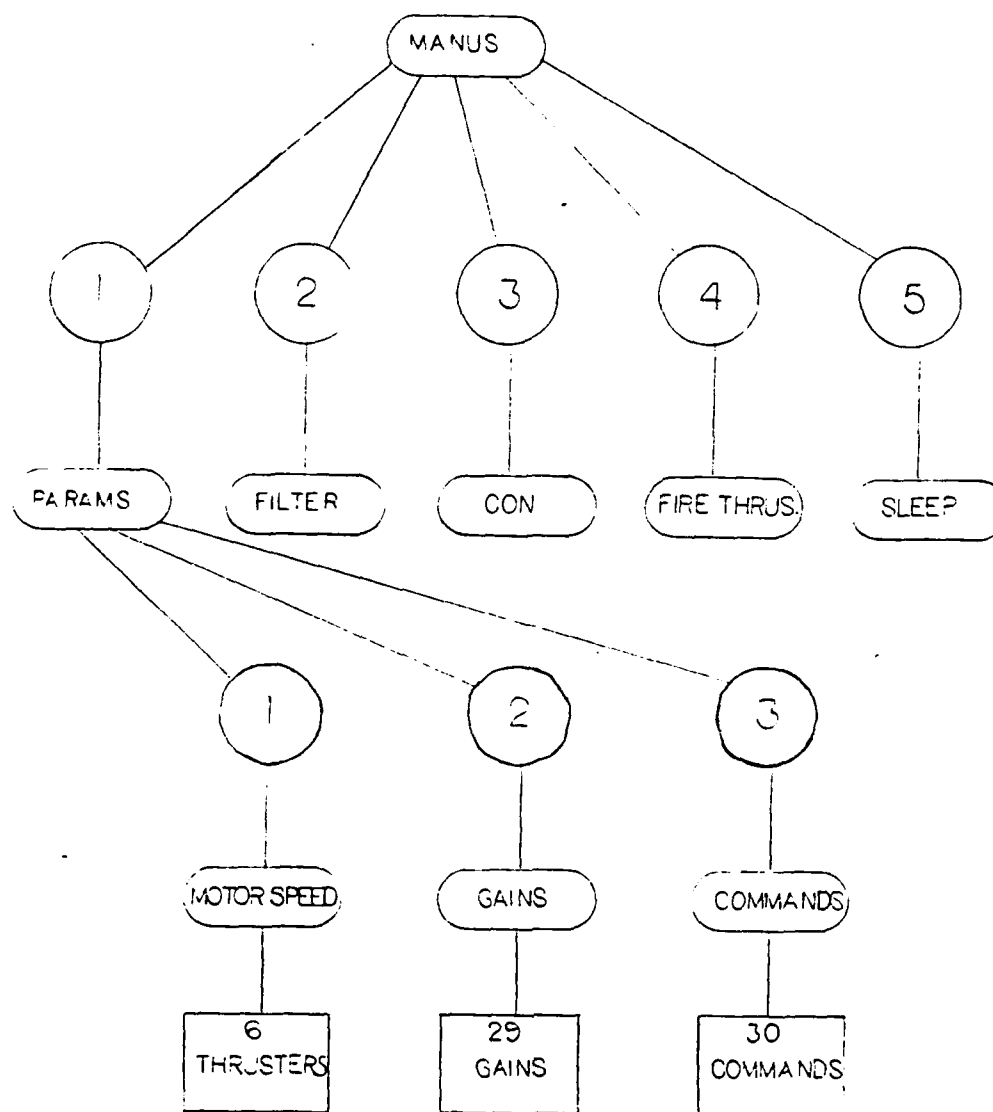 MANUS
1
2
3
4
5
PARAMS
FILTER
CON
FIRE THRUS.
SLEEP
1
2
3
MOTOR SPEED
GAINS
COMMANDS
6
THRUSTERS
29
GAINS
30
COMMANDS